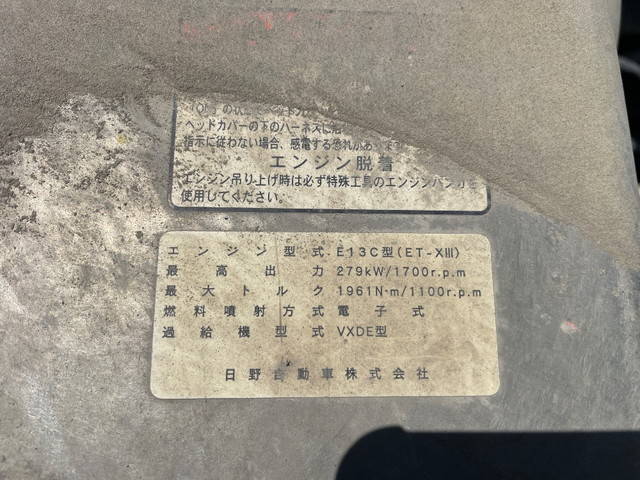 ヘッドカバーの下のハーネスに
指示に従わない場合、感電する恐れがあ
エンジン脱着
エンジン吊り上げ時は必ず特殊工具のエンジンハンガを
使用してください。
エンジン型式 E13C型(ET-XIII)
最高出力 279kW/1700r.p.m
最大トルク 1961N·m/1100r.p.m
燃料噴射方式 電子式
過給機型式 VXDE型
日野自動車株式会社